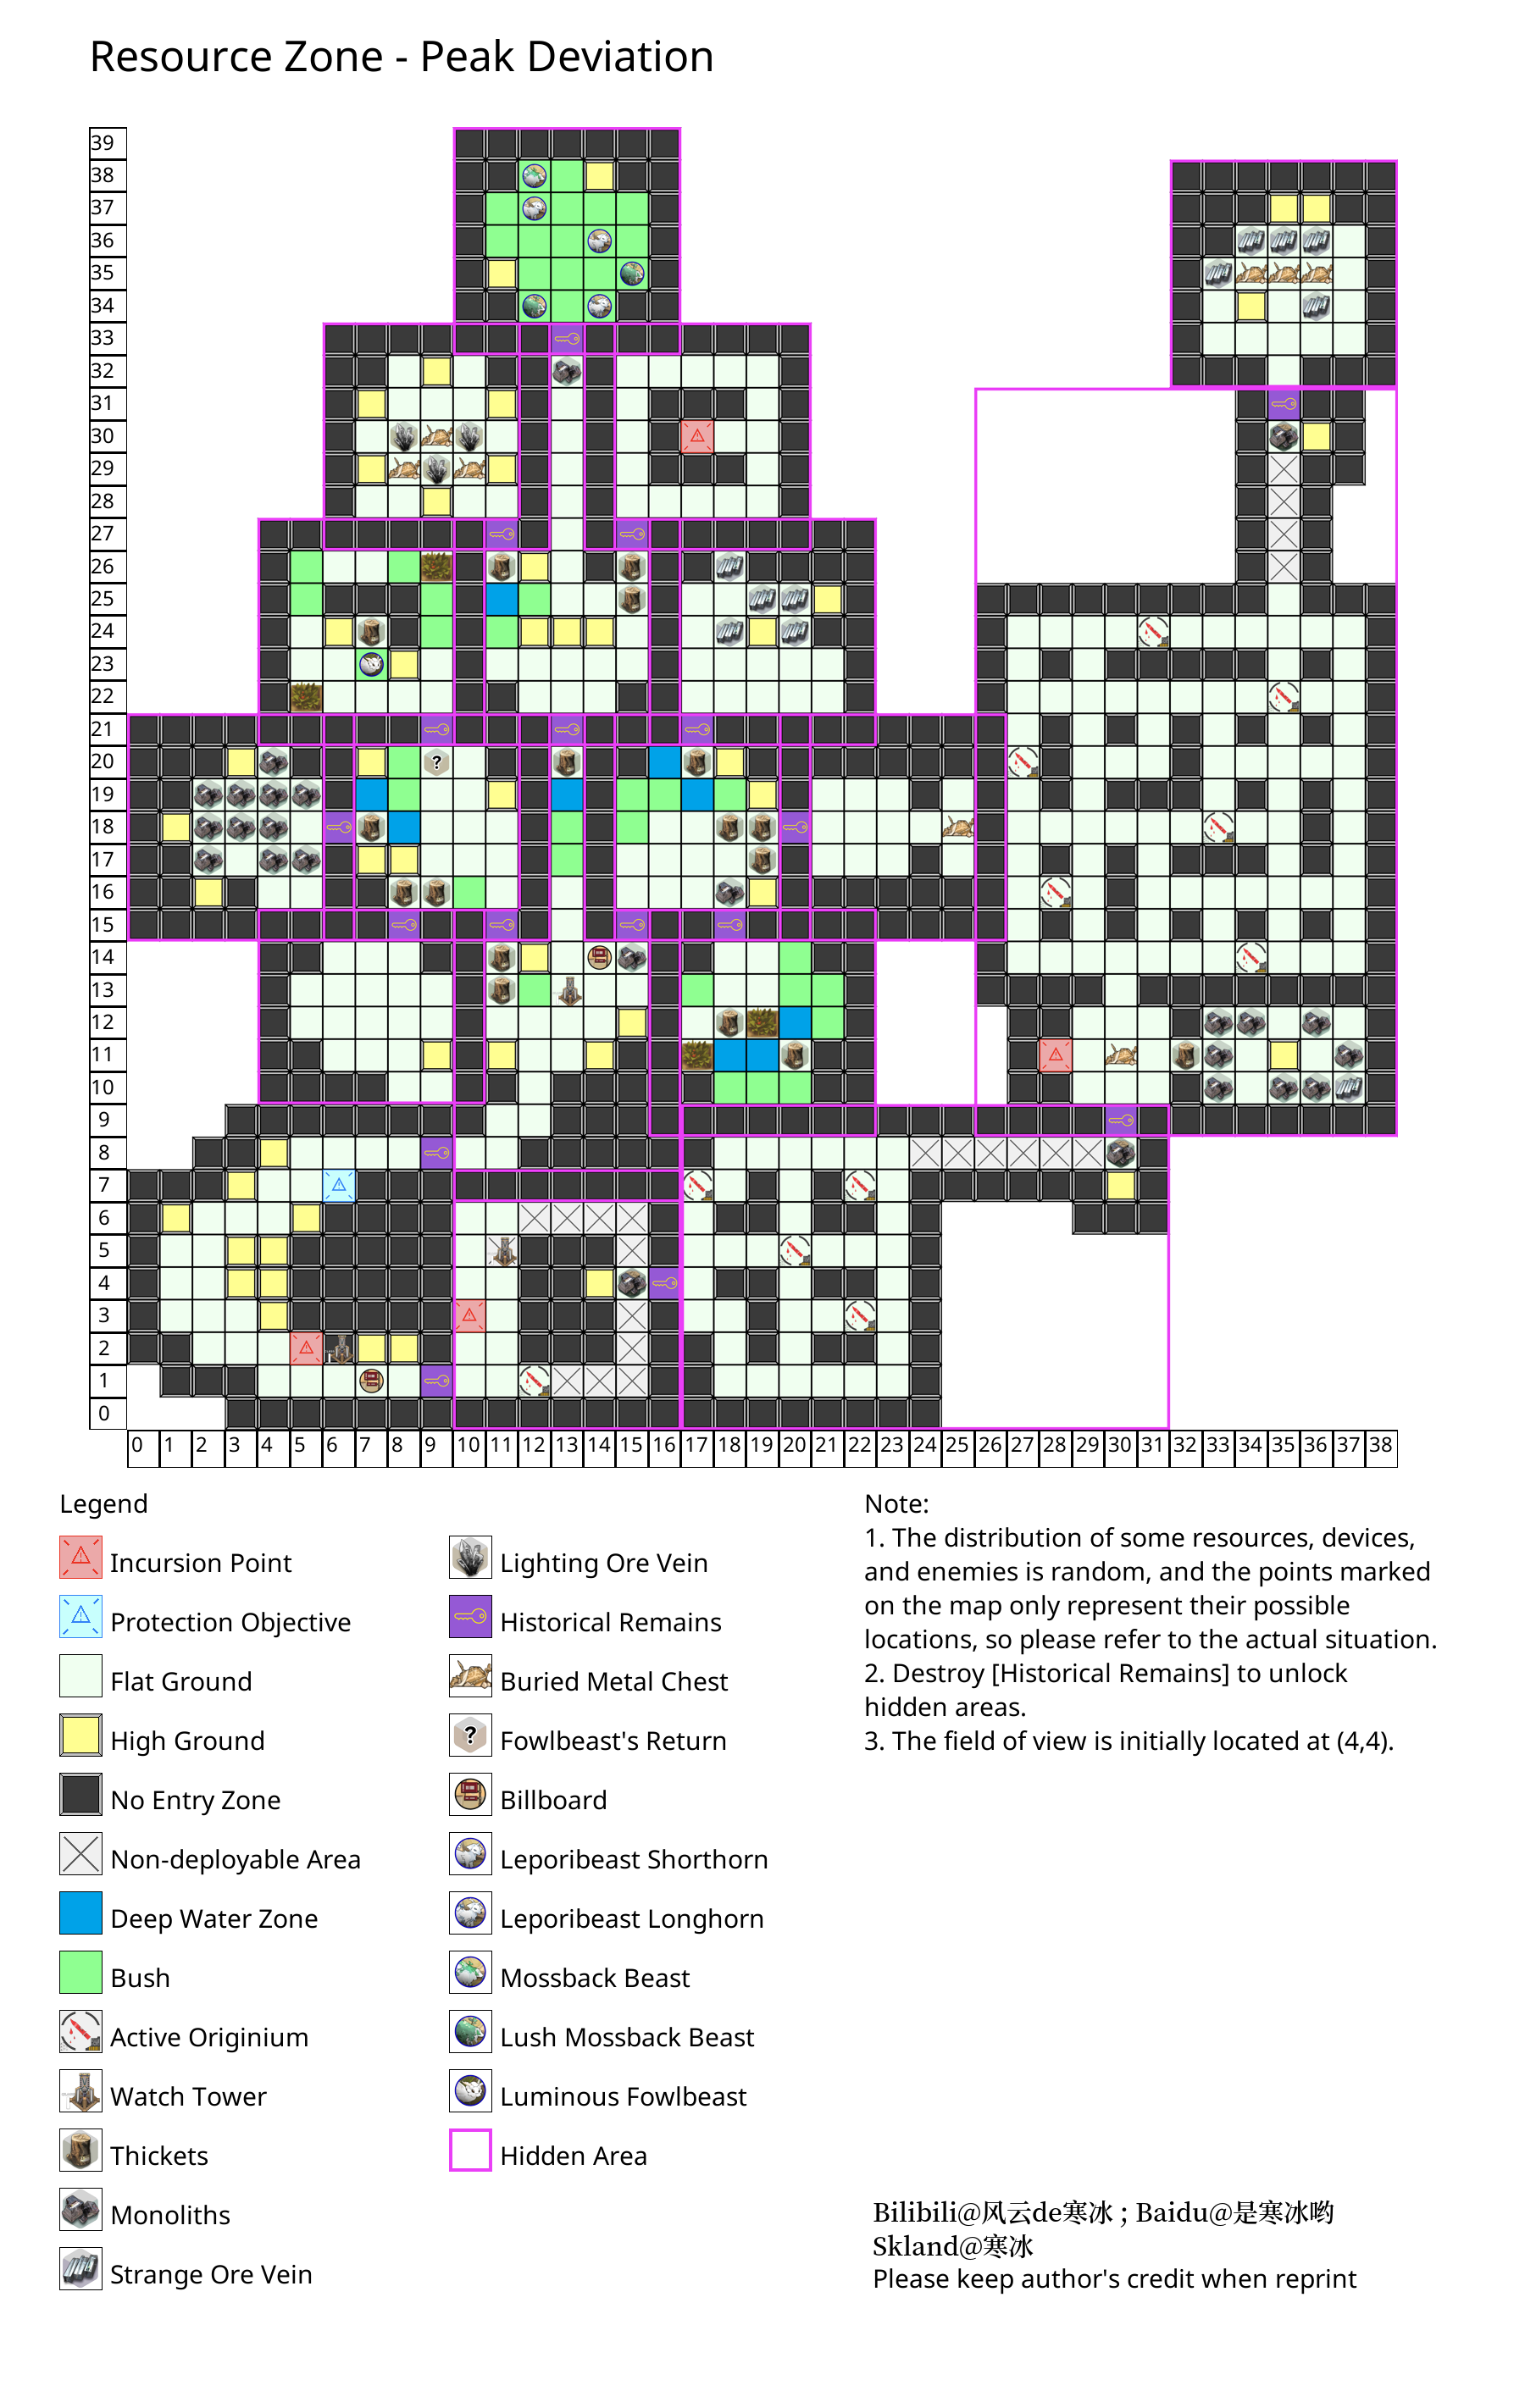 Resource Zone - Peak Deviation
39
38
37
36
35
34
33
32
31
30
29
28
27
26
25
24
23
22
21
20
19
18
17
16
15
14
13
12
11
10
9
8
7
6
5
4
3
2
1
0
0 1 2 3 4 5 6 7 8 9 10 11 12 13 14 15 16 17 18 19 20 21 22 23 24 25 26 27 28 29 30 31 32 33 34 35 36 37 38
Legend
Incursion Point
Protection Objective
Flat Ground
High Ground
No Entry Zone
Non-deployable Area
Deep Water Zone
Bush
Active Originium
Watch Tower
Thickets
Monoliths
Strange Ore Vein
Lighting Ore Vein
Historical Remains
Buried Metal Chest
Fowlbeast's Return
Billboard
Leporibeast Shorthorn
Leporibeast Longhorn
Mossback Beast
Lush Mossback Beast
Luminous Fowlbeast
Hidden Area
Note:
1. The distribution of some resources, devices,
and enemies is random, and the points marked
on the map only represent their possible
locations, so please refer to the actual situation.
2. Destroy [Historical Remains] to unlock
hidden areas.
3. The field of view is initially located at (4,4).
Bilibili@风云de寒冰 ; Baidu@是寒冰哟
Skland@寒冰
Please keep author's credit when reprint